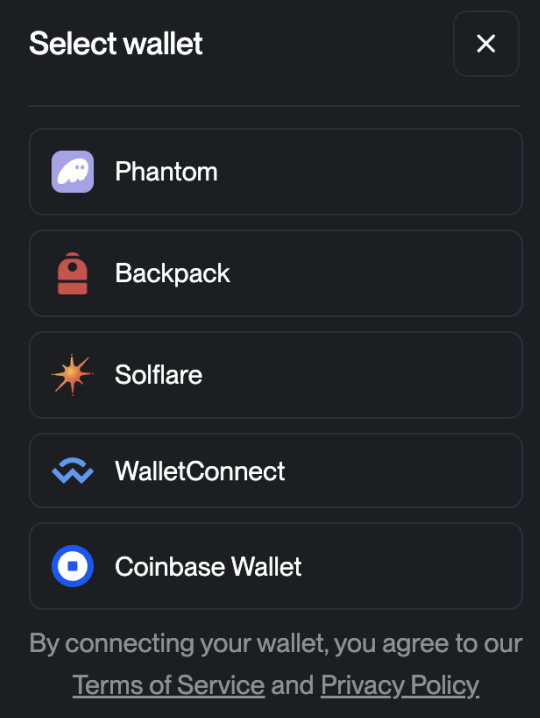 Select wallet
Phantom
Backpack
Solflare
WalletConnect
Coinbase Wallet
By connecting your wallet, you agree to our
Terms of Service and Privacy Policy